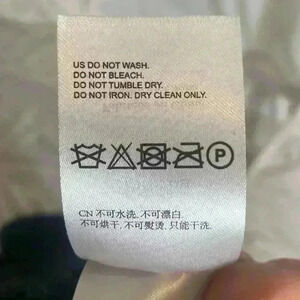 US DO NOT WASH.
DO NOT BLEACH.
DO NOT TUMBLE DRY.
DO NOT IRON. DRY CLEAN ONLY.
P
CN 不可水洗. 不可漂白.
不可烘干. 不可熨烫. 只能干洗.